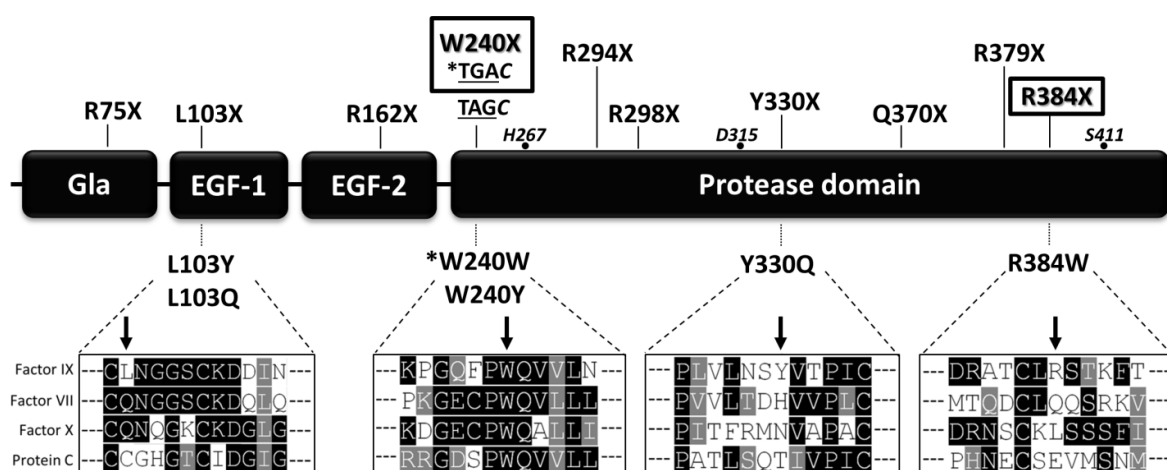 W240X
*TGAC
TAGC
R294X
R379X
R384X
R75X
L103X
R162X
R298X
Y330X
Q370X
H267
D315
S411
Gla
EGF-1
EGF-2
Protease domain
L103Y
L103Q
*W240W
W240Y
Y330Q
R384W
Factor IX CLNGGSCKDDIN KPGQFPWQVVLN PLVLNSYVTPIC DRATCLRSTKFT
Factor VII CQNGGSCKDQLQ PKGECPWQVLLL PVVLTDHVVPLC MTQDCLQQSRKV
Factor X CQNQGKCKDGLG KDGECPWQALLI PITFRMNVAPAC DRNSCKLSSSFI
Protein C CCGHGTCIDGIG RRGDSPWQVVLL PATLSQTIVPIC PHNECSEVMSNM